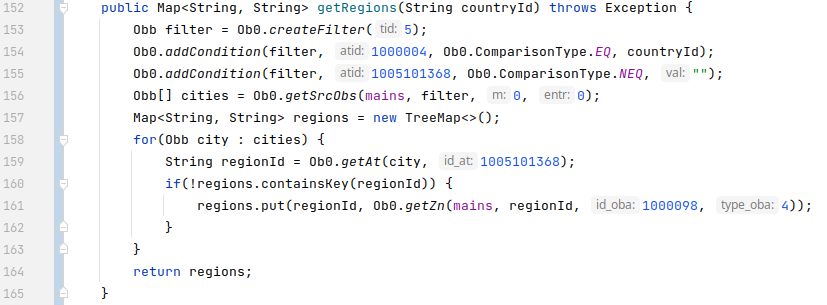 152 public Map<String, String> getRegions(String countryId) throws Exception {
153 Obb filter = Ob0.createFilter( tid: 5);
154 Ob0.addCondition(filter, atid: 1000004, Ob0.ComparisonType.EQ, countryId);
155 Ob0.addCondition(filter, atid: 1005101368, Ob0.ComparisonType.NEQ, val: "");
156 Obb[] cities = Ob0.getSrcObs(mains, filter, m: 0, entr: 0);
157 Map<String, String> regions = new TreeMap<>();
158 for(Obb city : cities) {
159 String regionId = Ob0.getAt(city, id_at: 1005101368);
160 if(!regions.containsKey(regionId)) {
161 regions.put(regionId, Ob0.getZn(mains, regionId, id_oba: 1000098, type_oba: 4));
162 }
163 }
164 return regions;
165 }